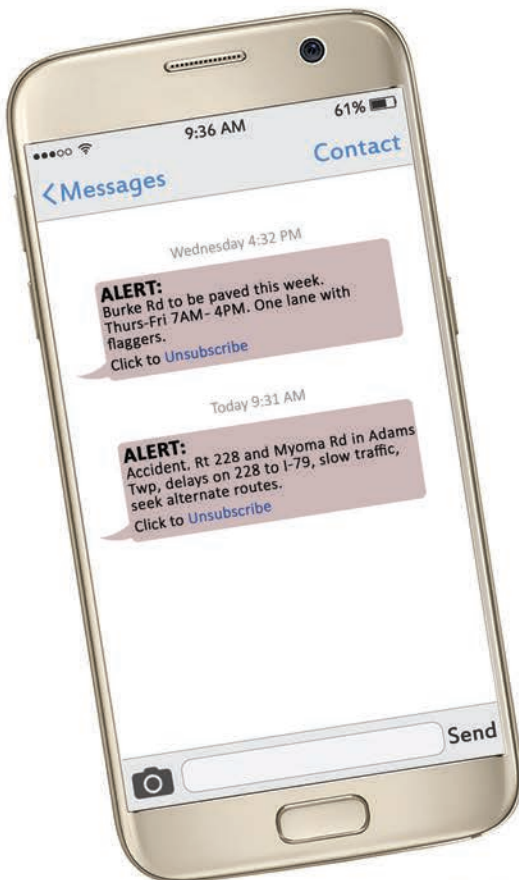 9:36 AM
61%
Messages
Contact
Wednesday 4:32 PM
ALERT:
Burke Rd to be paved this week.
Thurs-Fri 7AM- 4PM. One lane with
flaggers.
Click to Unsubscribe
Today 9:31 AM
ALERT:
Accident. Rt 228 and Myoma Rd in Adams
Twp, delays on 228 to I-79, slow traffic,
seek alternate routes.
Click to Unsubscribe
Send